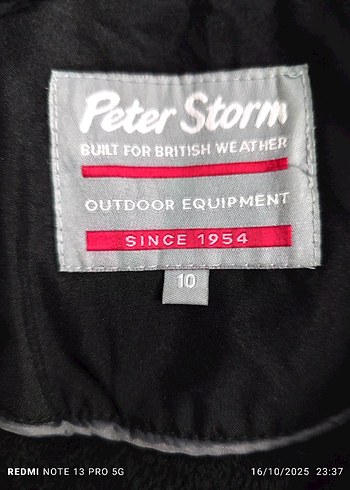 Peter Storm
BUILT FOR BRITISH WEATHER
OUTDOOR EQUIPMENT
SINCE 1954
10
REDMI NOTE 13 PRO 5G
16/10/2025 23:37